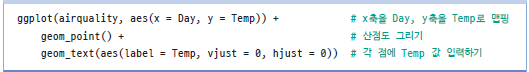 ggplot(airquality, aes(x = Day, y = Temp)) + # x축을 Day, y축을 Temp로 맵핑
geom_point() + # 산점도 그리기
geom_text(aes(label = Temp, vjust = 0, hjust = 0)) # 각 점에 Temp 값 입력하기